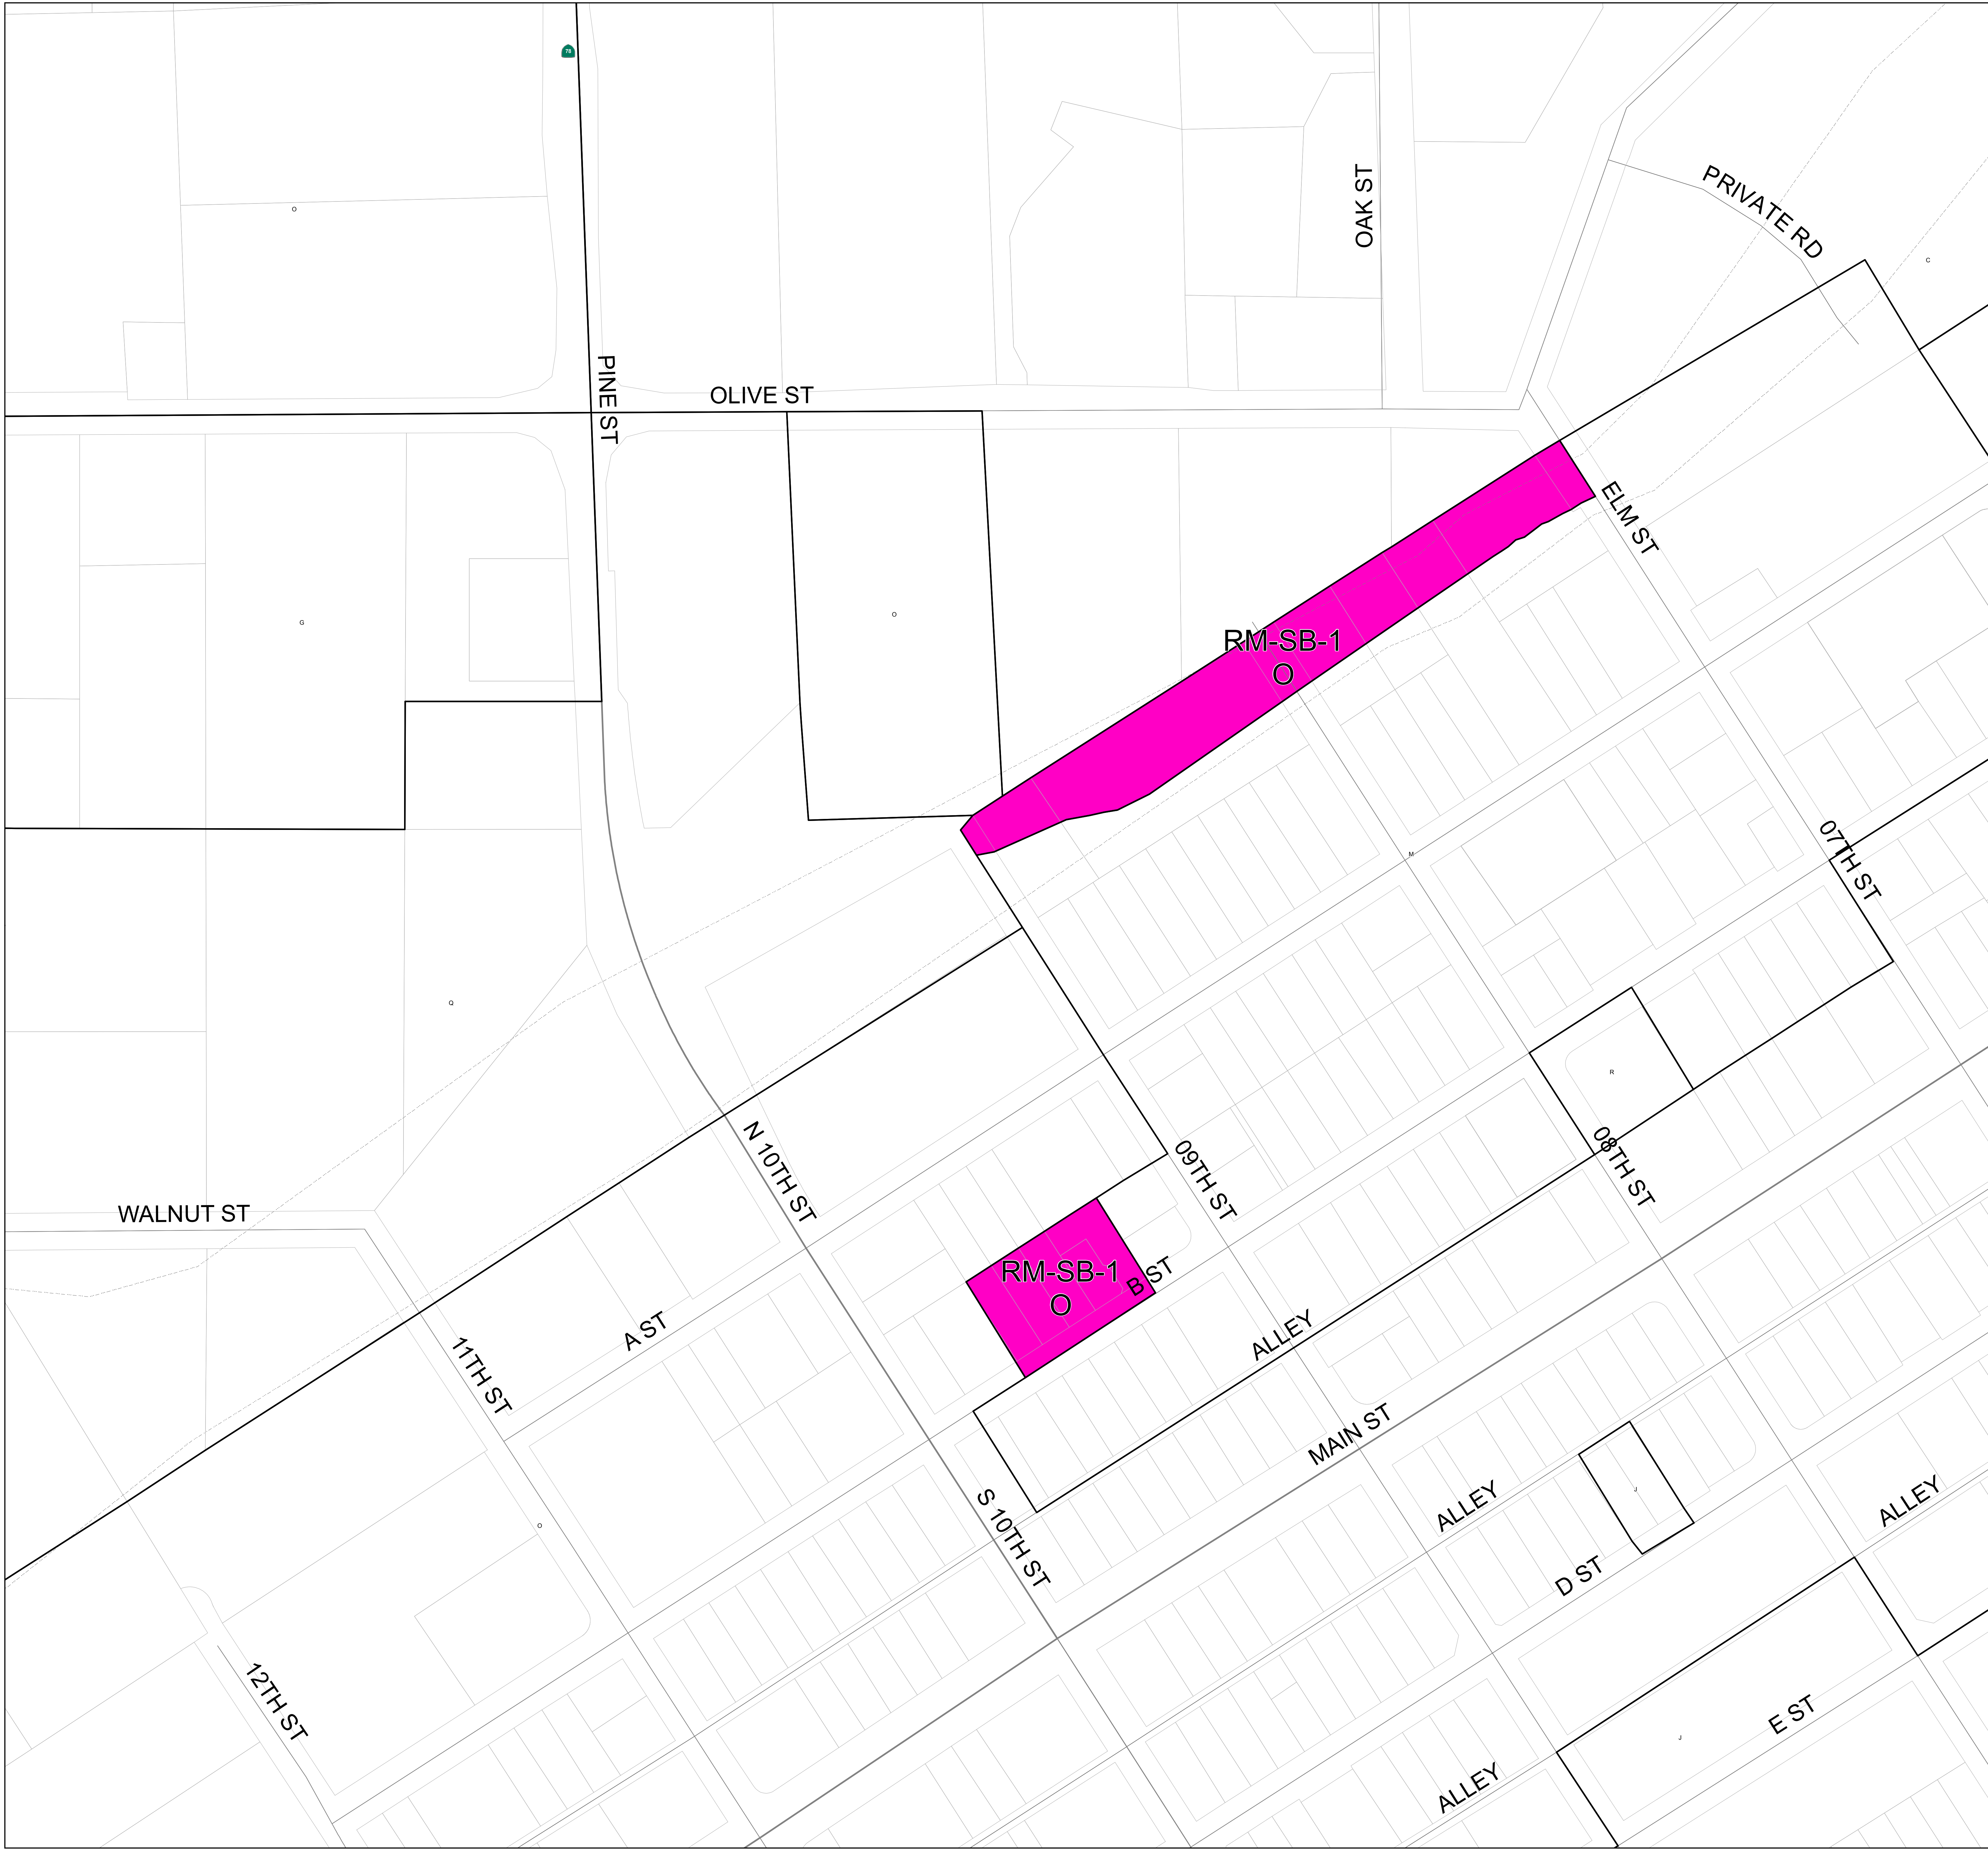 78
O
OAK ST
PRIVATE RD
C
PINE ST
OLIVE ST
ELM ST
G
O
RM-SB-1
O
07TH ST
M
Q
R
N 10TH ST
09TH ST
08TH ST
WALNUT ST
RM-SB-1
O
B ST
A ST
ALLEY
11TH ST
MAIN ST
S 10TH ST
ALLEY
J
ALLEY
O
D ST
12TH ST
E ST
J
ALLEY